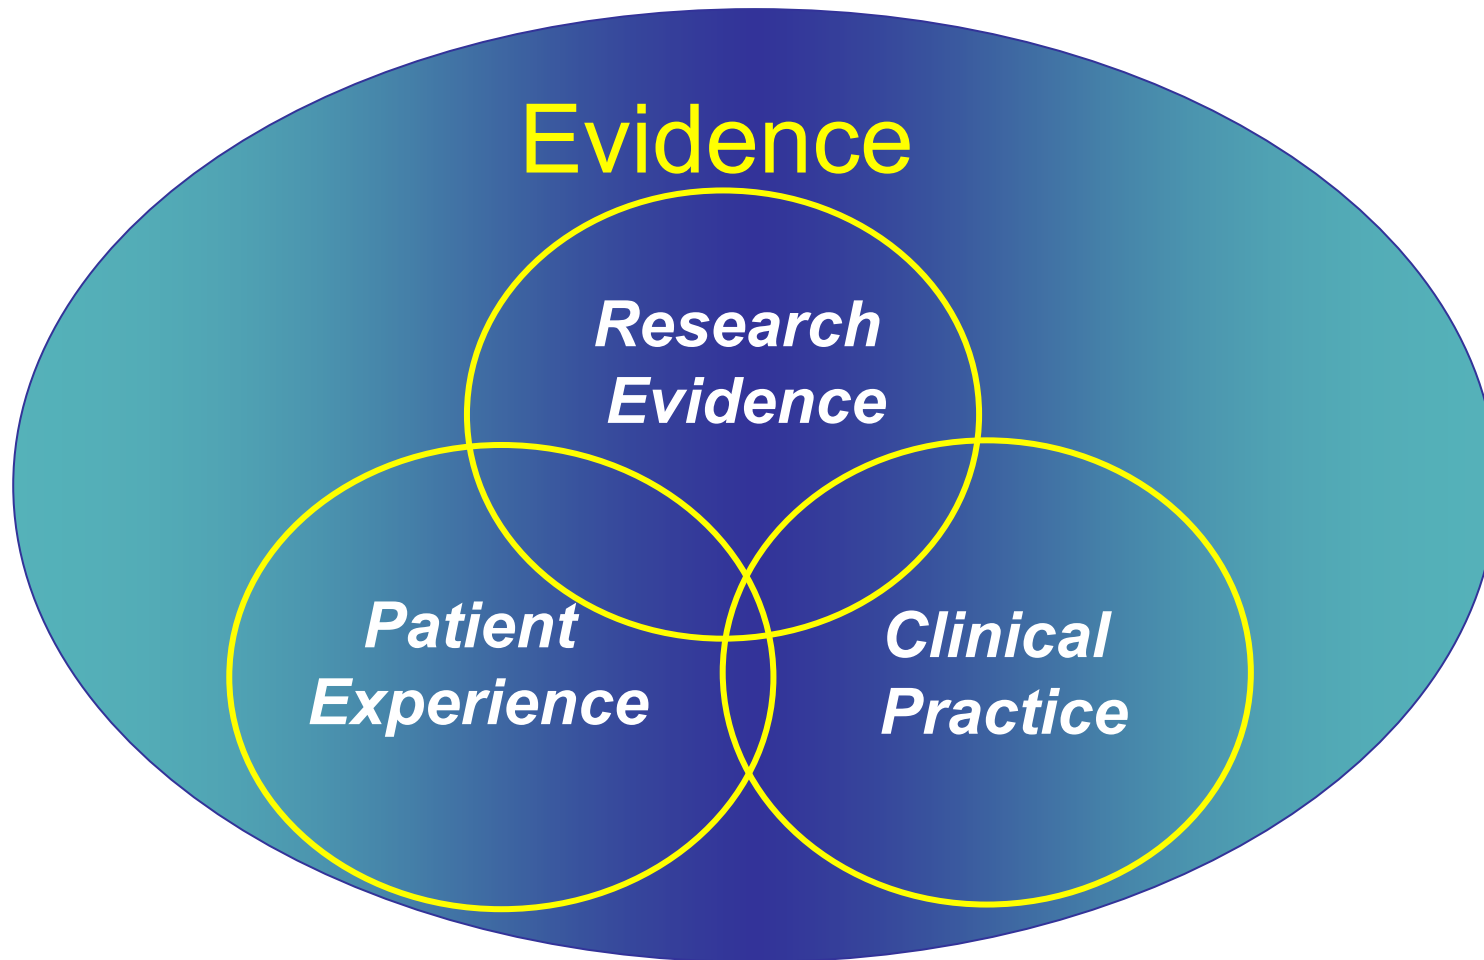 Evidence
Research
Evidence
Patient
Experience
Clinical
Practice